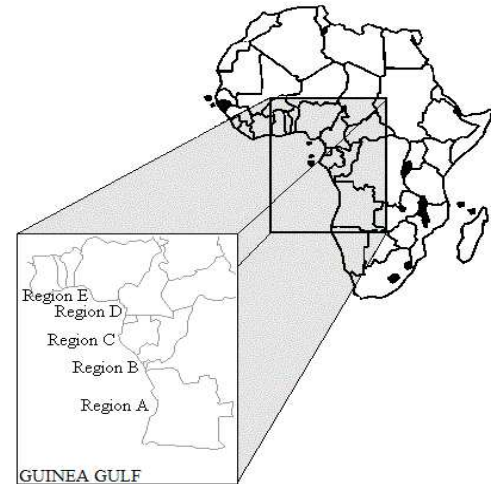 Region E
Region D
Region C
Region B
Region A
GUINEA GULF